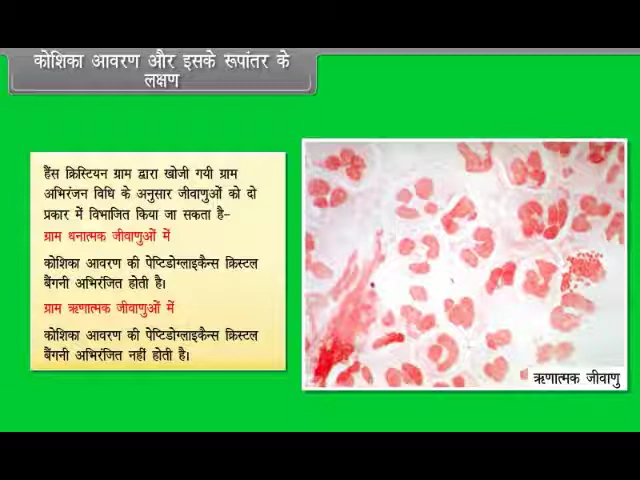 कोशिका आवरण और इसके रूपांतर के
लक्षण
हैंस क्रिस्टियन ग्राम द्वारा खोजी गयी ग्राम
अभिरंजन विधि के अनुसार जीवाणुओं को दो
प्रकार में विभाजित किया जा सकता है-
ग्राम धनात्मक जीवाणुओं में
कोशिका आवरण की पेप्टिडोग्लाइकैन्स क्रिस्टल
बैंगनी अभिरंजित होती है।
ग्राम ऋणात्मक जीवाणुओं में
कोशिका आवरण की पेप्टिडोग्लाइकैन्स क्रिस्टल
बैंगनी अभिरंजित नहीं होती है।
ऋणात्मक जीवाणु